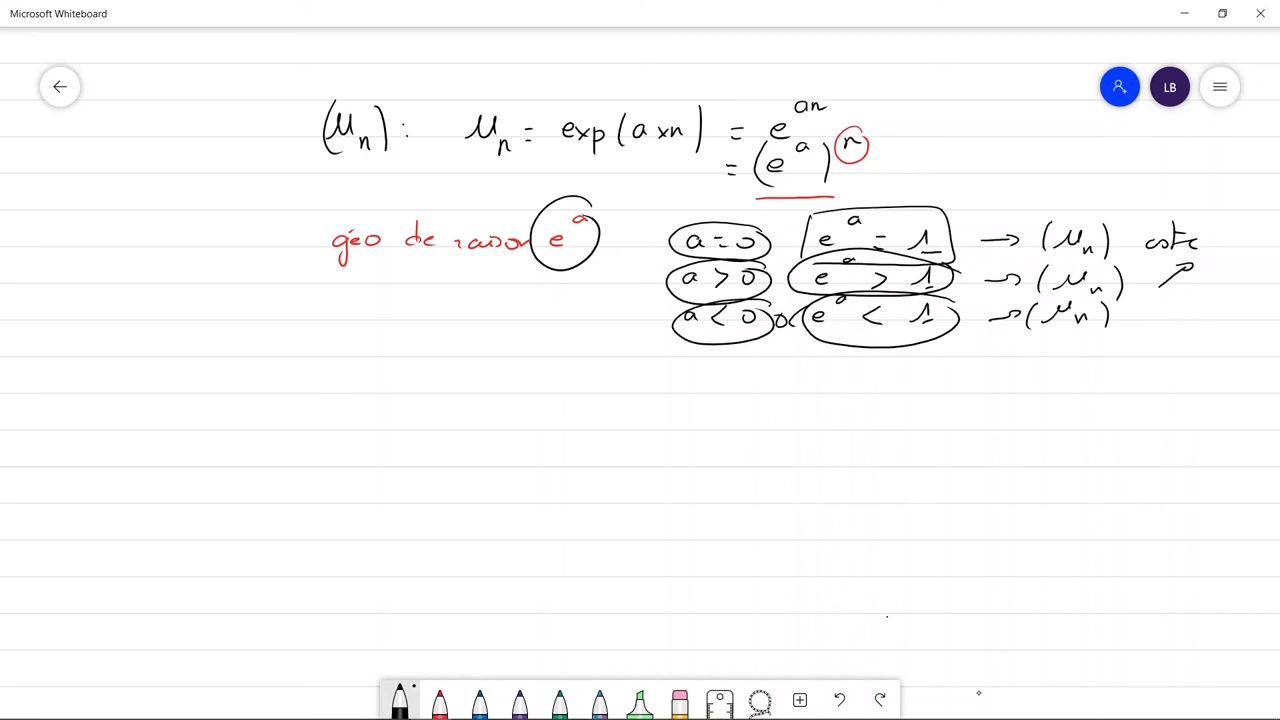 Microsoft Whiteboard
LB
(Un) : Un = exp(a×n) = e^an
= (e^a)^n
géo de raison e^a
a = 0 e^a = 1 → (Un) cste
a > 0 e^a > 1 → (Un) ↗
a < 0 0< e^a < 1 → (Un)